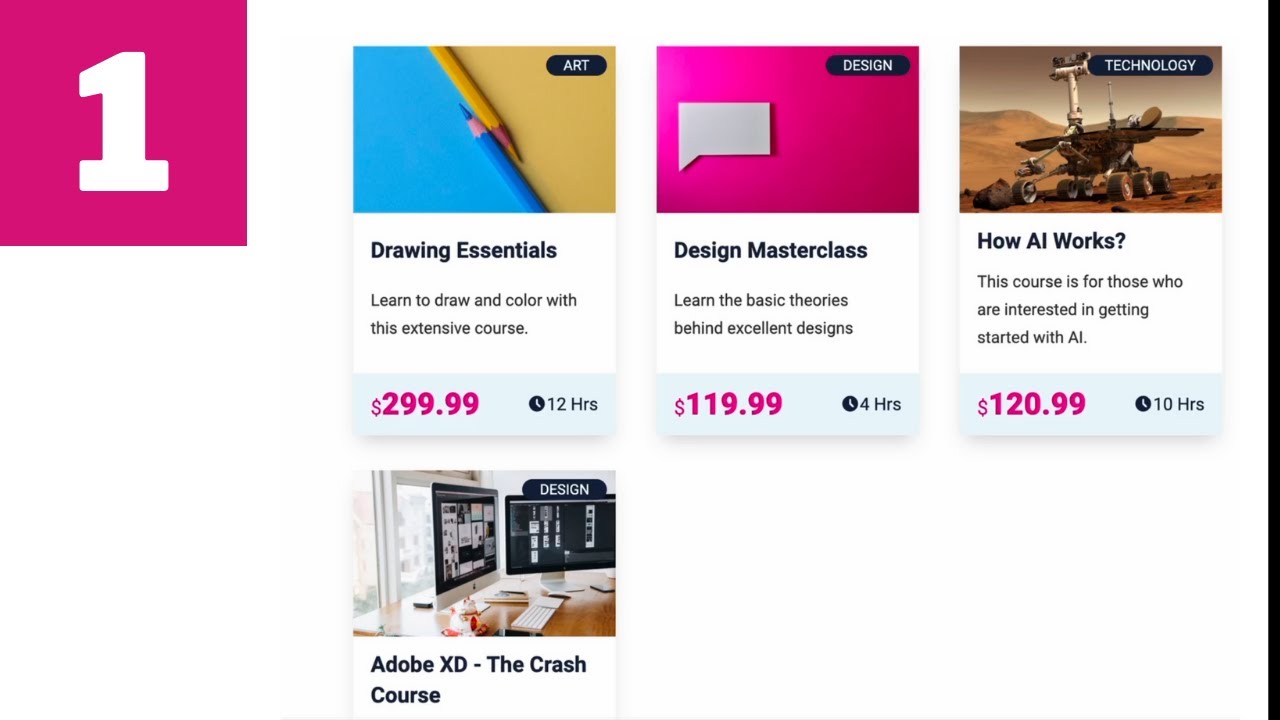 1
ART
Drawing Essentials
Learn to draw and color with
this extensive course.
$299.99
12 Hrs
DESIGN
Design Masterclass
Learn the basic theories
behind excellent designs
$119.99
4 Hrs
TECHNOLOGY
How AI Works?
This course is for those who
are interested in getting
started with AI.
$120.99
10 Hrs
DESIGN
Adobe XD - The Crash
Course